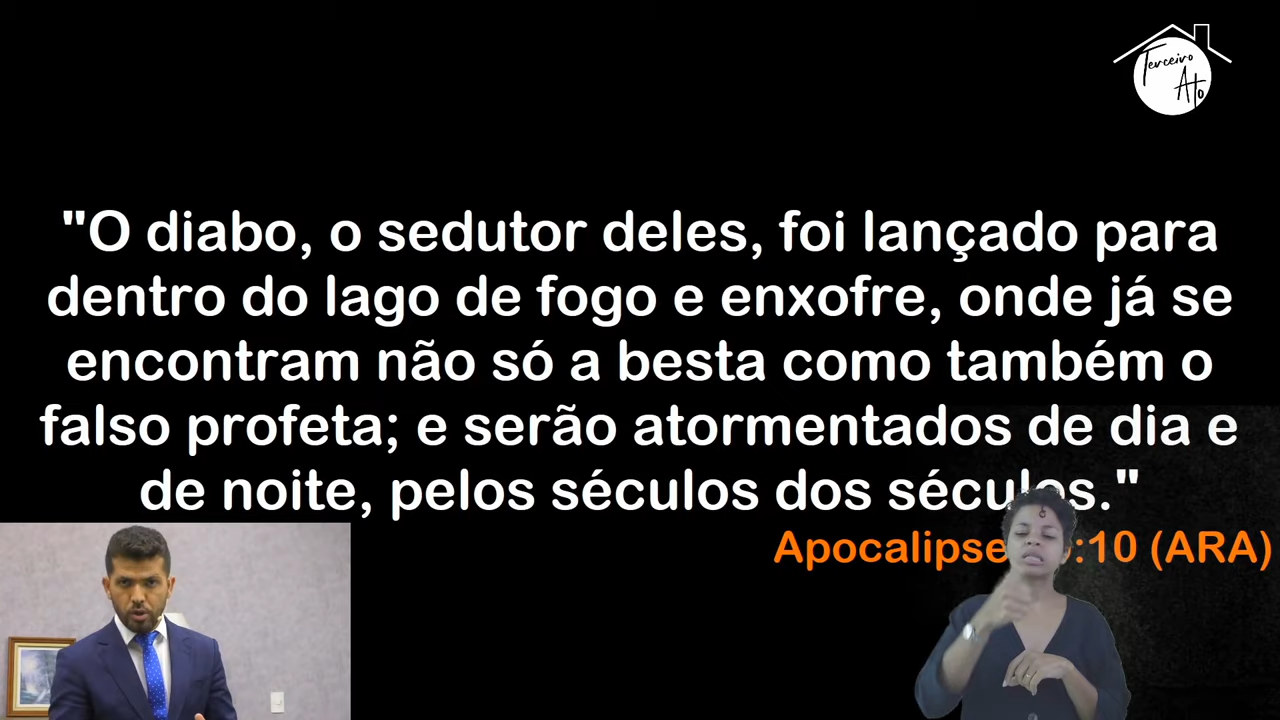 Terceiro
Ato
"O diabo, o sedutor deles, foi lançado para
dentro do lago de fogo e enxofre, onde já se
encontram não só a besta como também o
falso profeta; e serão atormentados de dia e
de noite, pelos séculos dos séculos."
Apocalipse :10 (ARA)